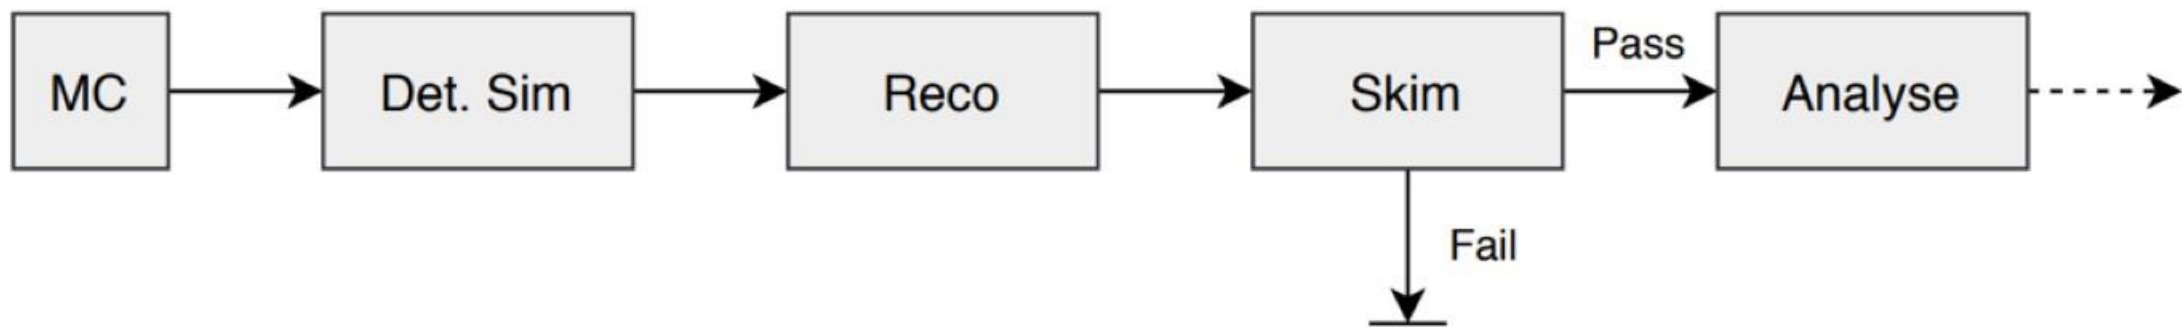 MC
Det. Sim
Reco
Skim
Pass
Analyse
Fail